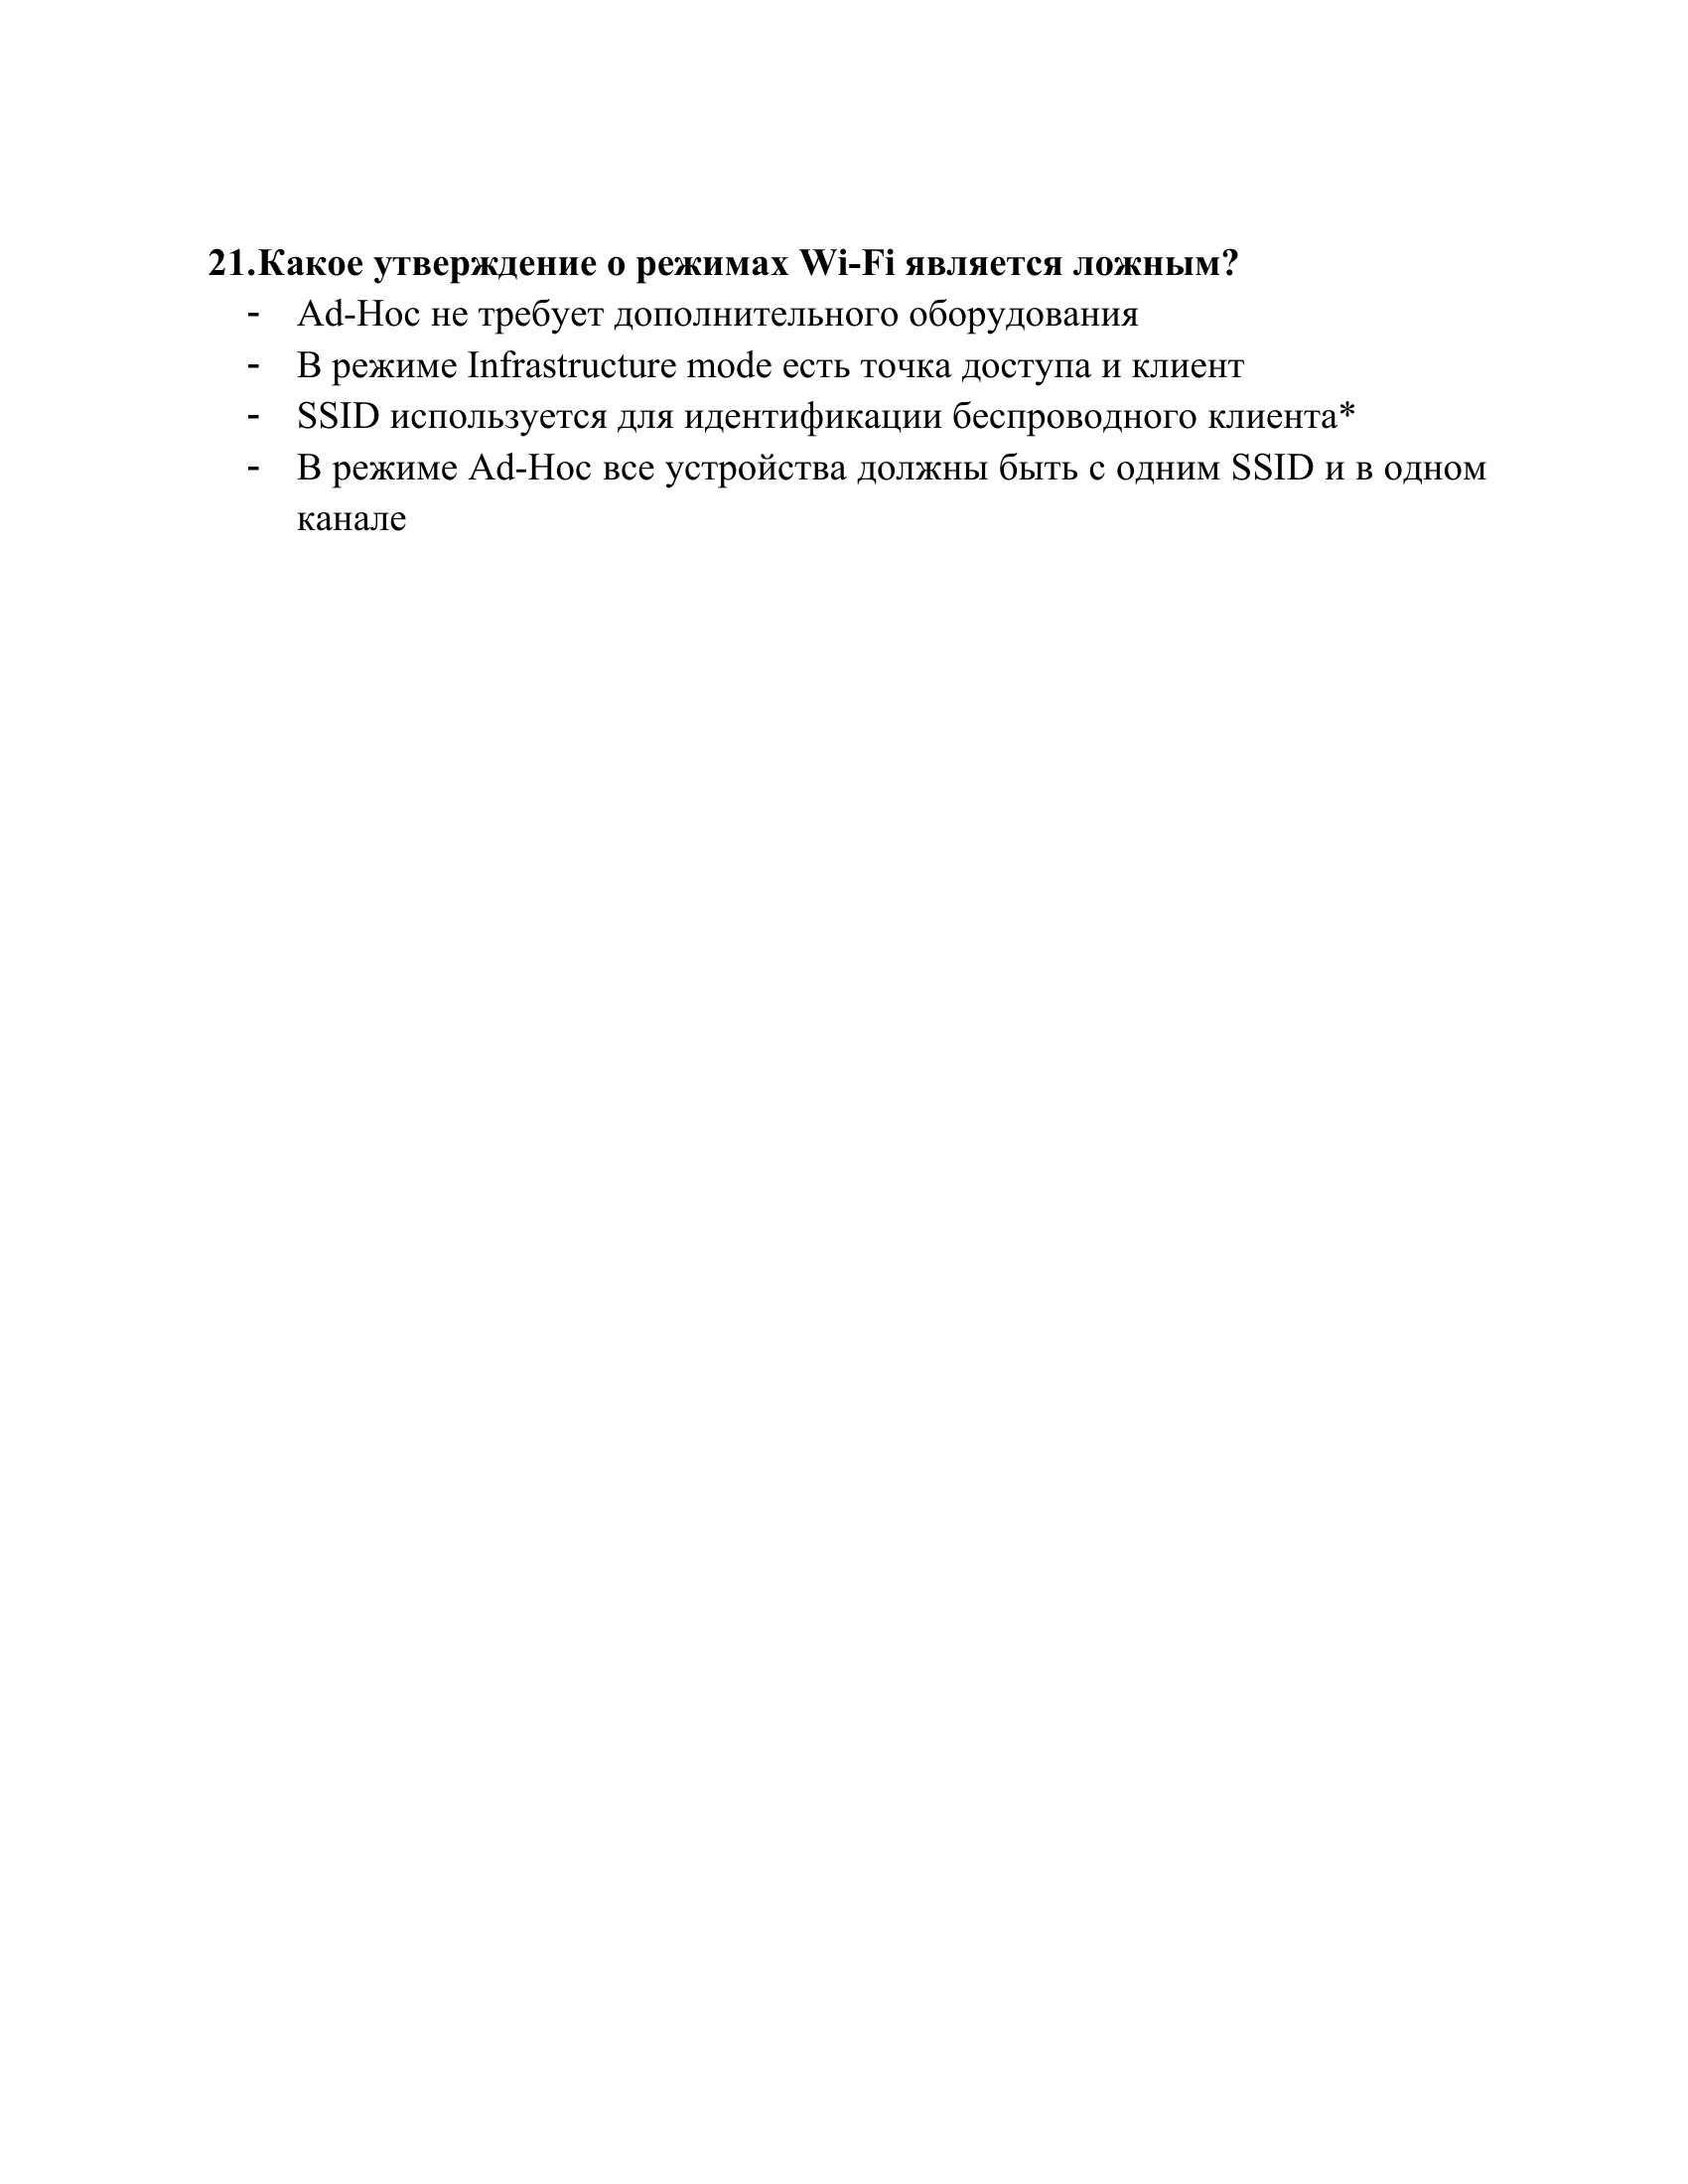 21.Какое утверждение о режимах Wi-Fi является ложным?
- Ad-Hoc не требует дополнительного оборудования
- В режиме Infrastructure mode есть точка доступа и клиент
- SSID используется для идентификации беспроводного клиента*
- В режиме Ad-Hoc все устройства должны быть с одним SSID и в одном
канале